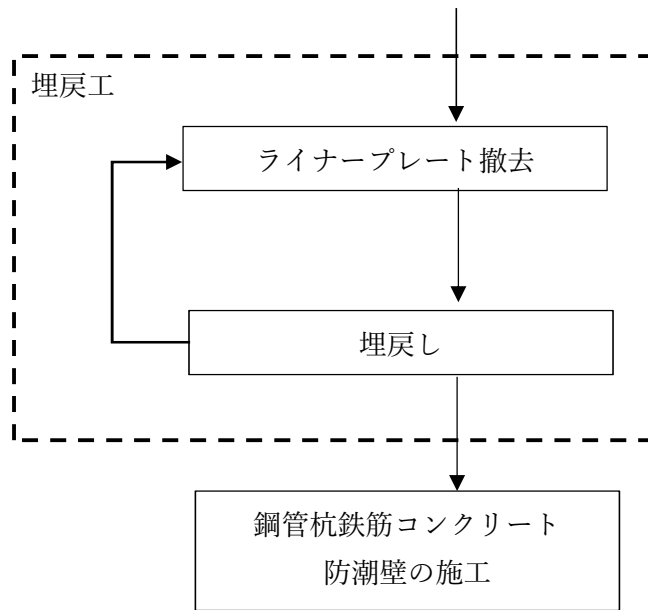 埋戻工
ライナープレート撤去
埋戻し
鋼管杭鉄筋コンクリート
防潮壁の施工